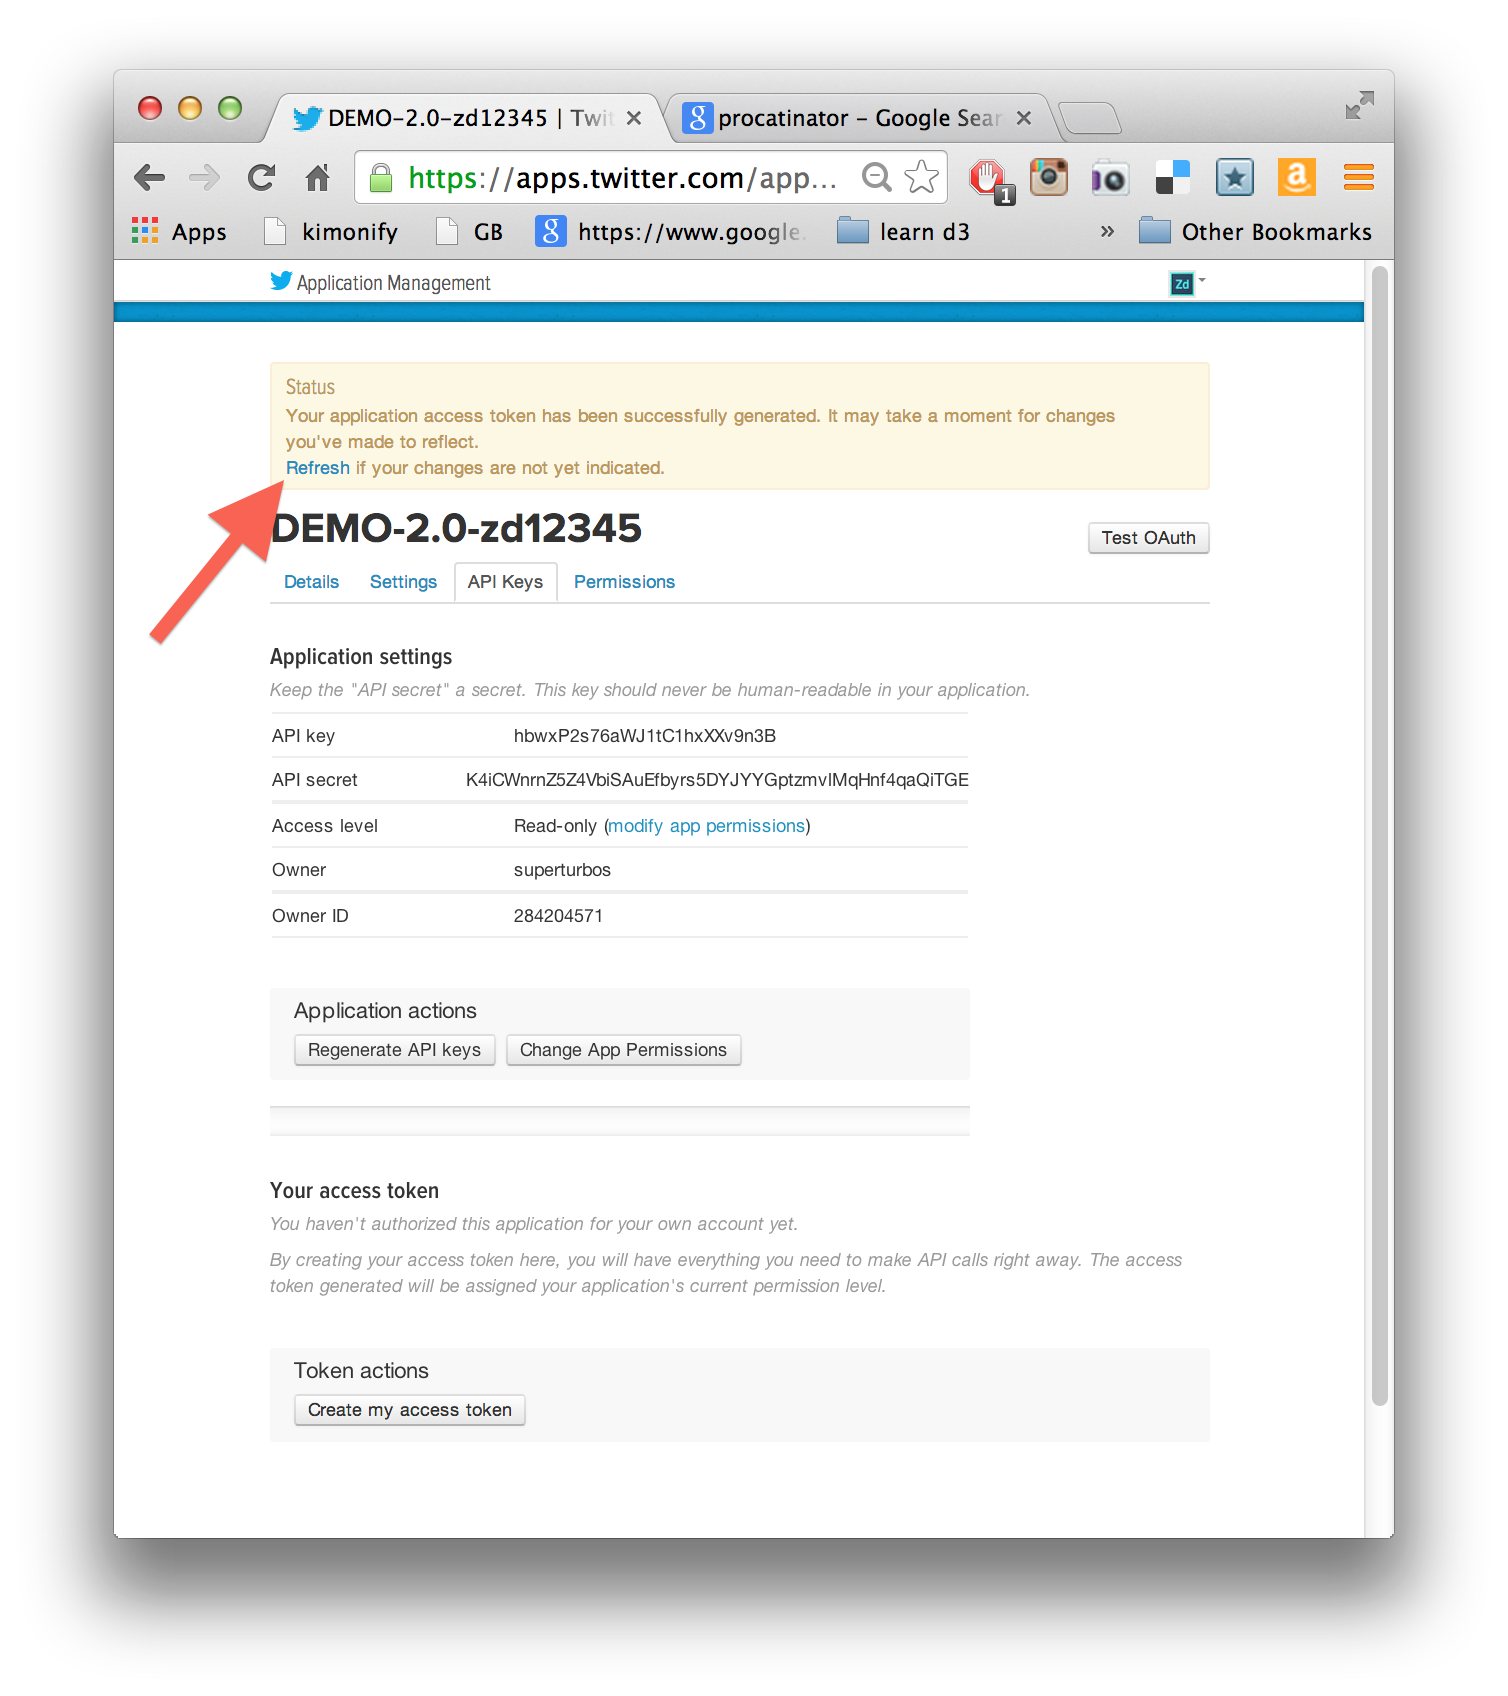 DEMO-2.0-zd12345 | Twi
procatinator – Google Sear
https://apps.twitter.com/app...
1
Apps
kimonify
GB
https://www.google.
learn d3
»
Other Bookmarks
Application Management
Zd
Status
Your application access token has been successfully generated. It may take a moment for changes
you've made to reflect.
Refresh if your changes are not yet indicated.
DEMO-2.0-zd12345
Test OAuth
Details Settings API Keys Permissions
Application settings
Keep the "API secret" a secret. This key should never be human-readable in your application.
API key hbwxP2s76aWJ1tC1hxXXv9n3B
API secret K4iCWnrnZ5Z4VbiSAuEfbyrs5DYJYYGptzmvlMqHnf4qaQiTGE
Access level Read-only (modify app permissions)
Owner superturbos
Owner ID 284204571
Application actions
Regenerate API keys Change App Permissions
Your access token
You haven't authorized this application for your own account yet.
By creating your access token here, you will have everything you need to make API calls right away. The access
token generated will be assigned your application's current permission level.
Token actions
Create my access token